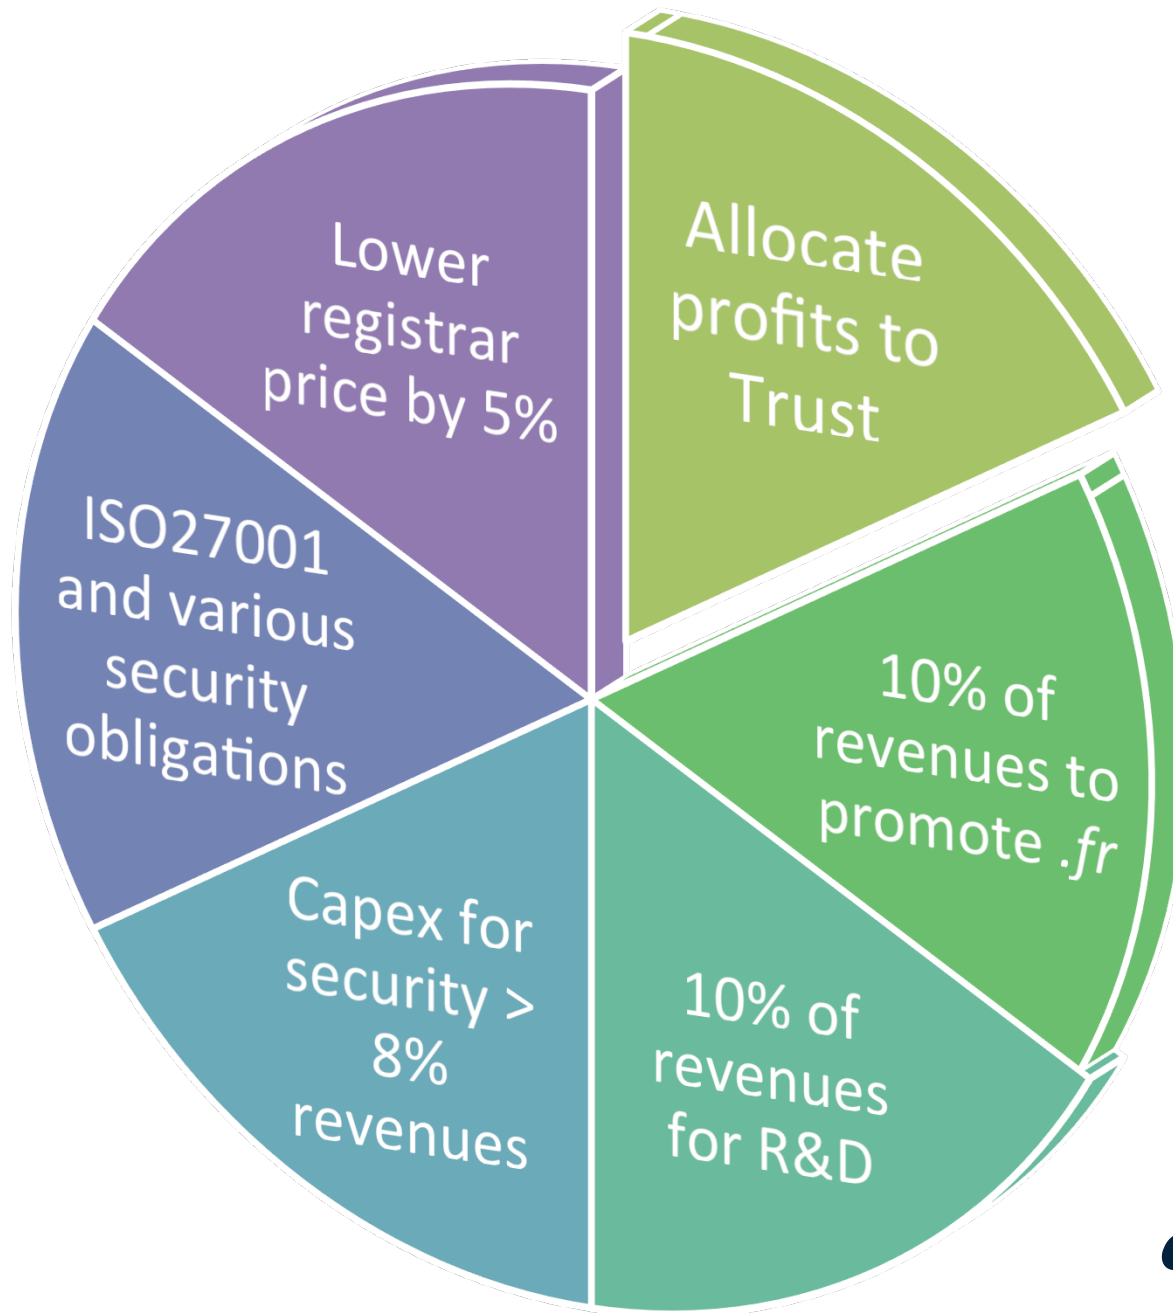 Allocate
profits to
Trust
10% of
revenues to
promote .fr
10% of
revenues
for R&D
Capex for
security >
8%
revenues
ISO27001
and various
security
obligations
Lower
registrar
price by 5%